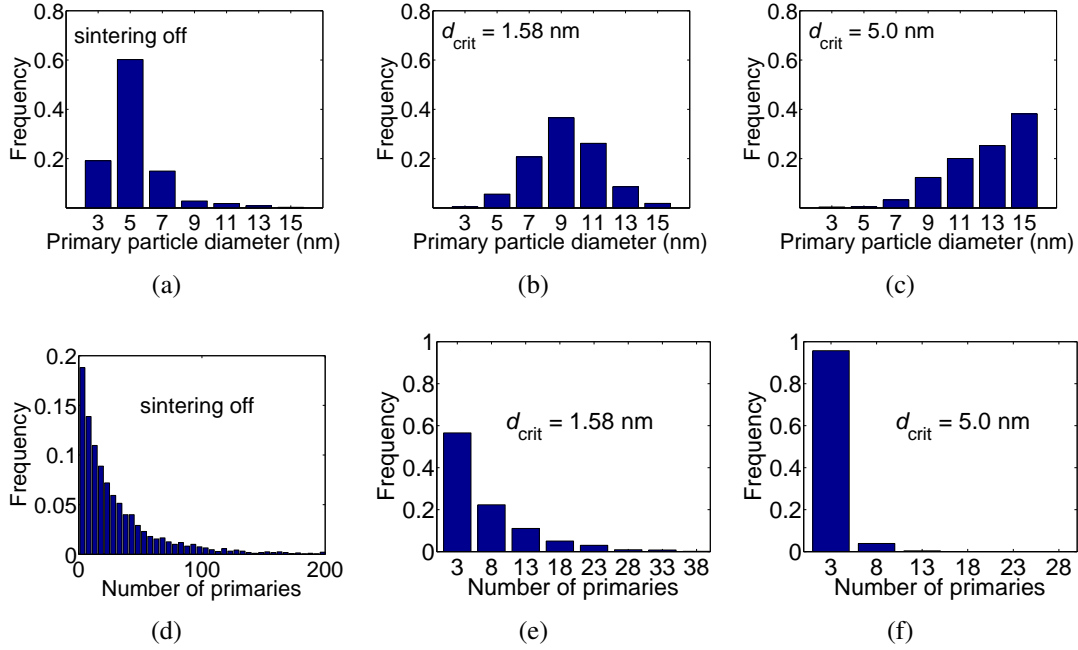 0.8
0.6
0.4
0.2
Frequency
sintering off
3 5 7 9 11 13 15
Primary particle diameter (nm)
(a)
0.8
0.6
0.4
0.2
Frequency
d_crit = 1.58 nm
3 5 7 9 11 13 15
Primary particle diameter (nm)
(b)
0.8
0.6
0.4
0.2
Frequency
d_crit = 5.0 nm
3 5 7 9 11 13 15
Primary particle diameter (nm)
(c)
0.2
0.15
0.1
0.05
0
Frequency
sintering off
0 100 200
Number of primaries
(d)
1
0.8
0.6
0.4
0.2
0
Frequency
d_crit = 1.58 nm
3 8 13 18 23 28 33 38
Number of primaries
(e)
1
0.8
0.6
0.4
0.2
0
Frequency
d_crit = 5.0 nm
3 8 13 18 23 28
Number of primaries
(f)